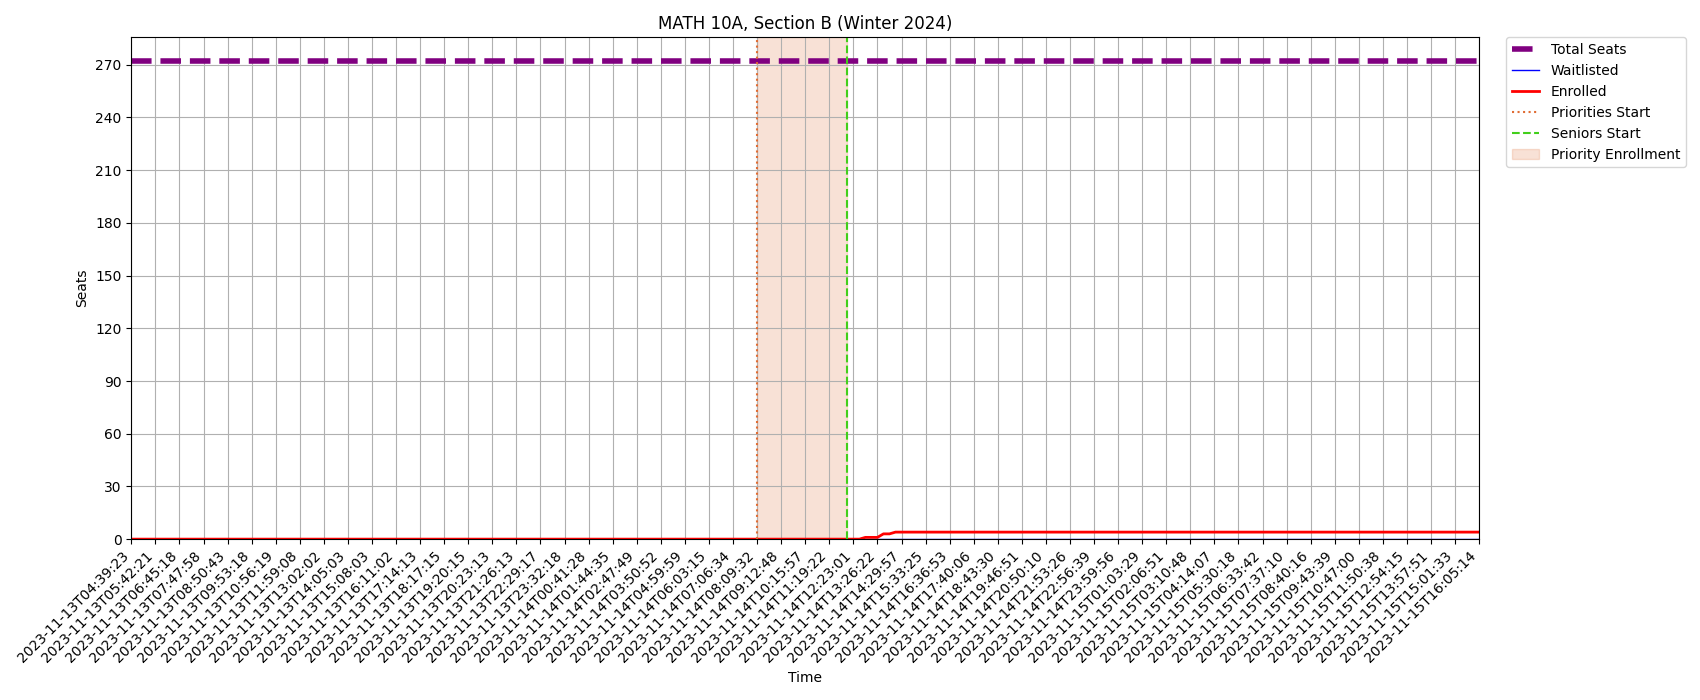 MATH 10A, Section B (Winter 2024)
Total Seats
Waitlisted
Enrolled
Priorities Start
Seniors Start
Priority Enrollment
Seats
270
240
210
180
150
120
90
60
30
0
2023-11-13T04:39:23
2023-11-13T05:42:21
2023-11-13T06:45:18
2023-11-13T07:47:58
2023-11-13T08:50:43
2023-11-13T09:53:18
2023-11-13T10:56:19
2023-11-13T11:59:08
2023-11-13T13:02:02
2023-11-13T14:05:03
2023-11-13T15:08:03
2023-11-13T16:11:02
2023-11-13T17:14:13
2023-11-13T18:17:15
2023-11-13T19:20:15
2023-11-13T20:23:13
2023-11-13T21:26:13
2023-11-13T22:29:17
2023-11-13T23:32:18
2023-11-14T00:41:28
2023-11-14T01:44:35
2023-11-14T02:47:49
2023-11-14T03:50:52
2023-11-14T04:59:59
2023-11-14T06:03:15
2023-11-14T07:06:34
2023-11-14T08:09:32
2023-11-14T09:12:48
2023-11-14T10:15:57
2023-11-14T11:19:22
2023-11-14T12:23:01
2023-11-14T13:26:22
2023-11-14T14:29:57
2023-11-14T15:33:25
2023-11-14T16:36:53
2023-11-14T17:40:06
2023-11-14T18:43:30
2023-11-14T19:46:51
2023-11-14T20:50:10
2023-11-14T21:53:26
2023-11-14T22:56:39
2023-11-14T23:59:56
2023-11-15T01:03:29
2023-11-15T02:06:51
2023-11-15T03:10:48
2023-11-15T04:14:07
2023-11-15T05:30:18
2023-11-15T06:33:42
2023-11-15T07:37:10
2023-11-15T08:40:16
2023-11-15T09:43:39
2023-11-15T10:47:00
2023-11-15T11:50:38
2023-11-15T12:54:15
2023-11-15T13:57:51
2023-11-15T15:01:33
2023-11-15T16:05:14
Time